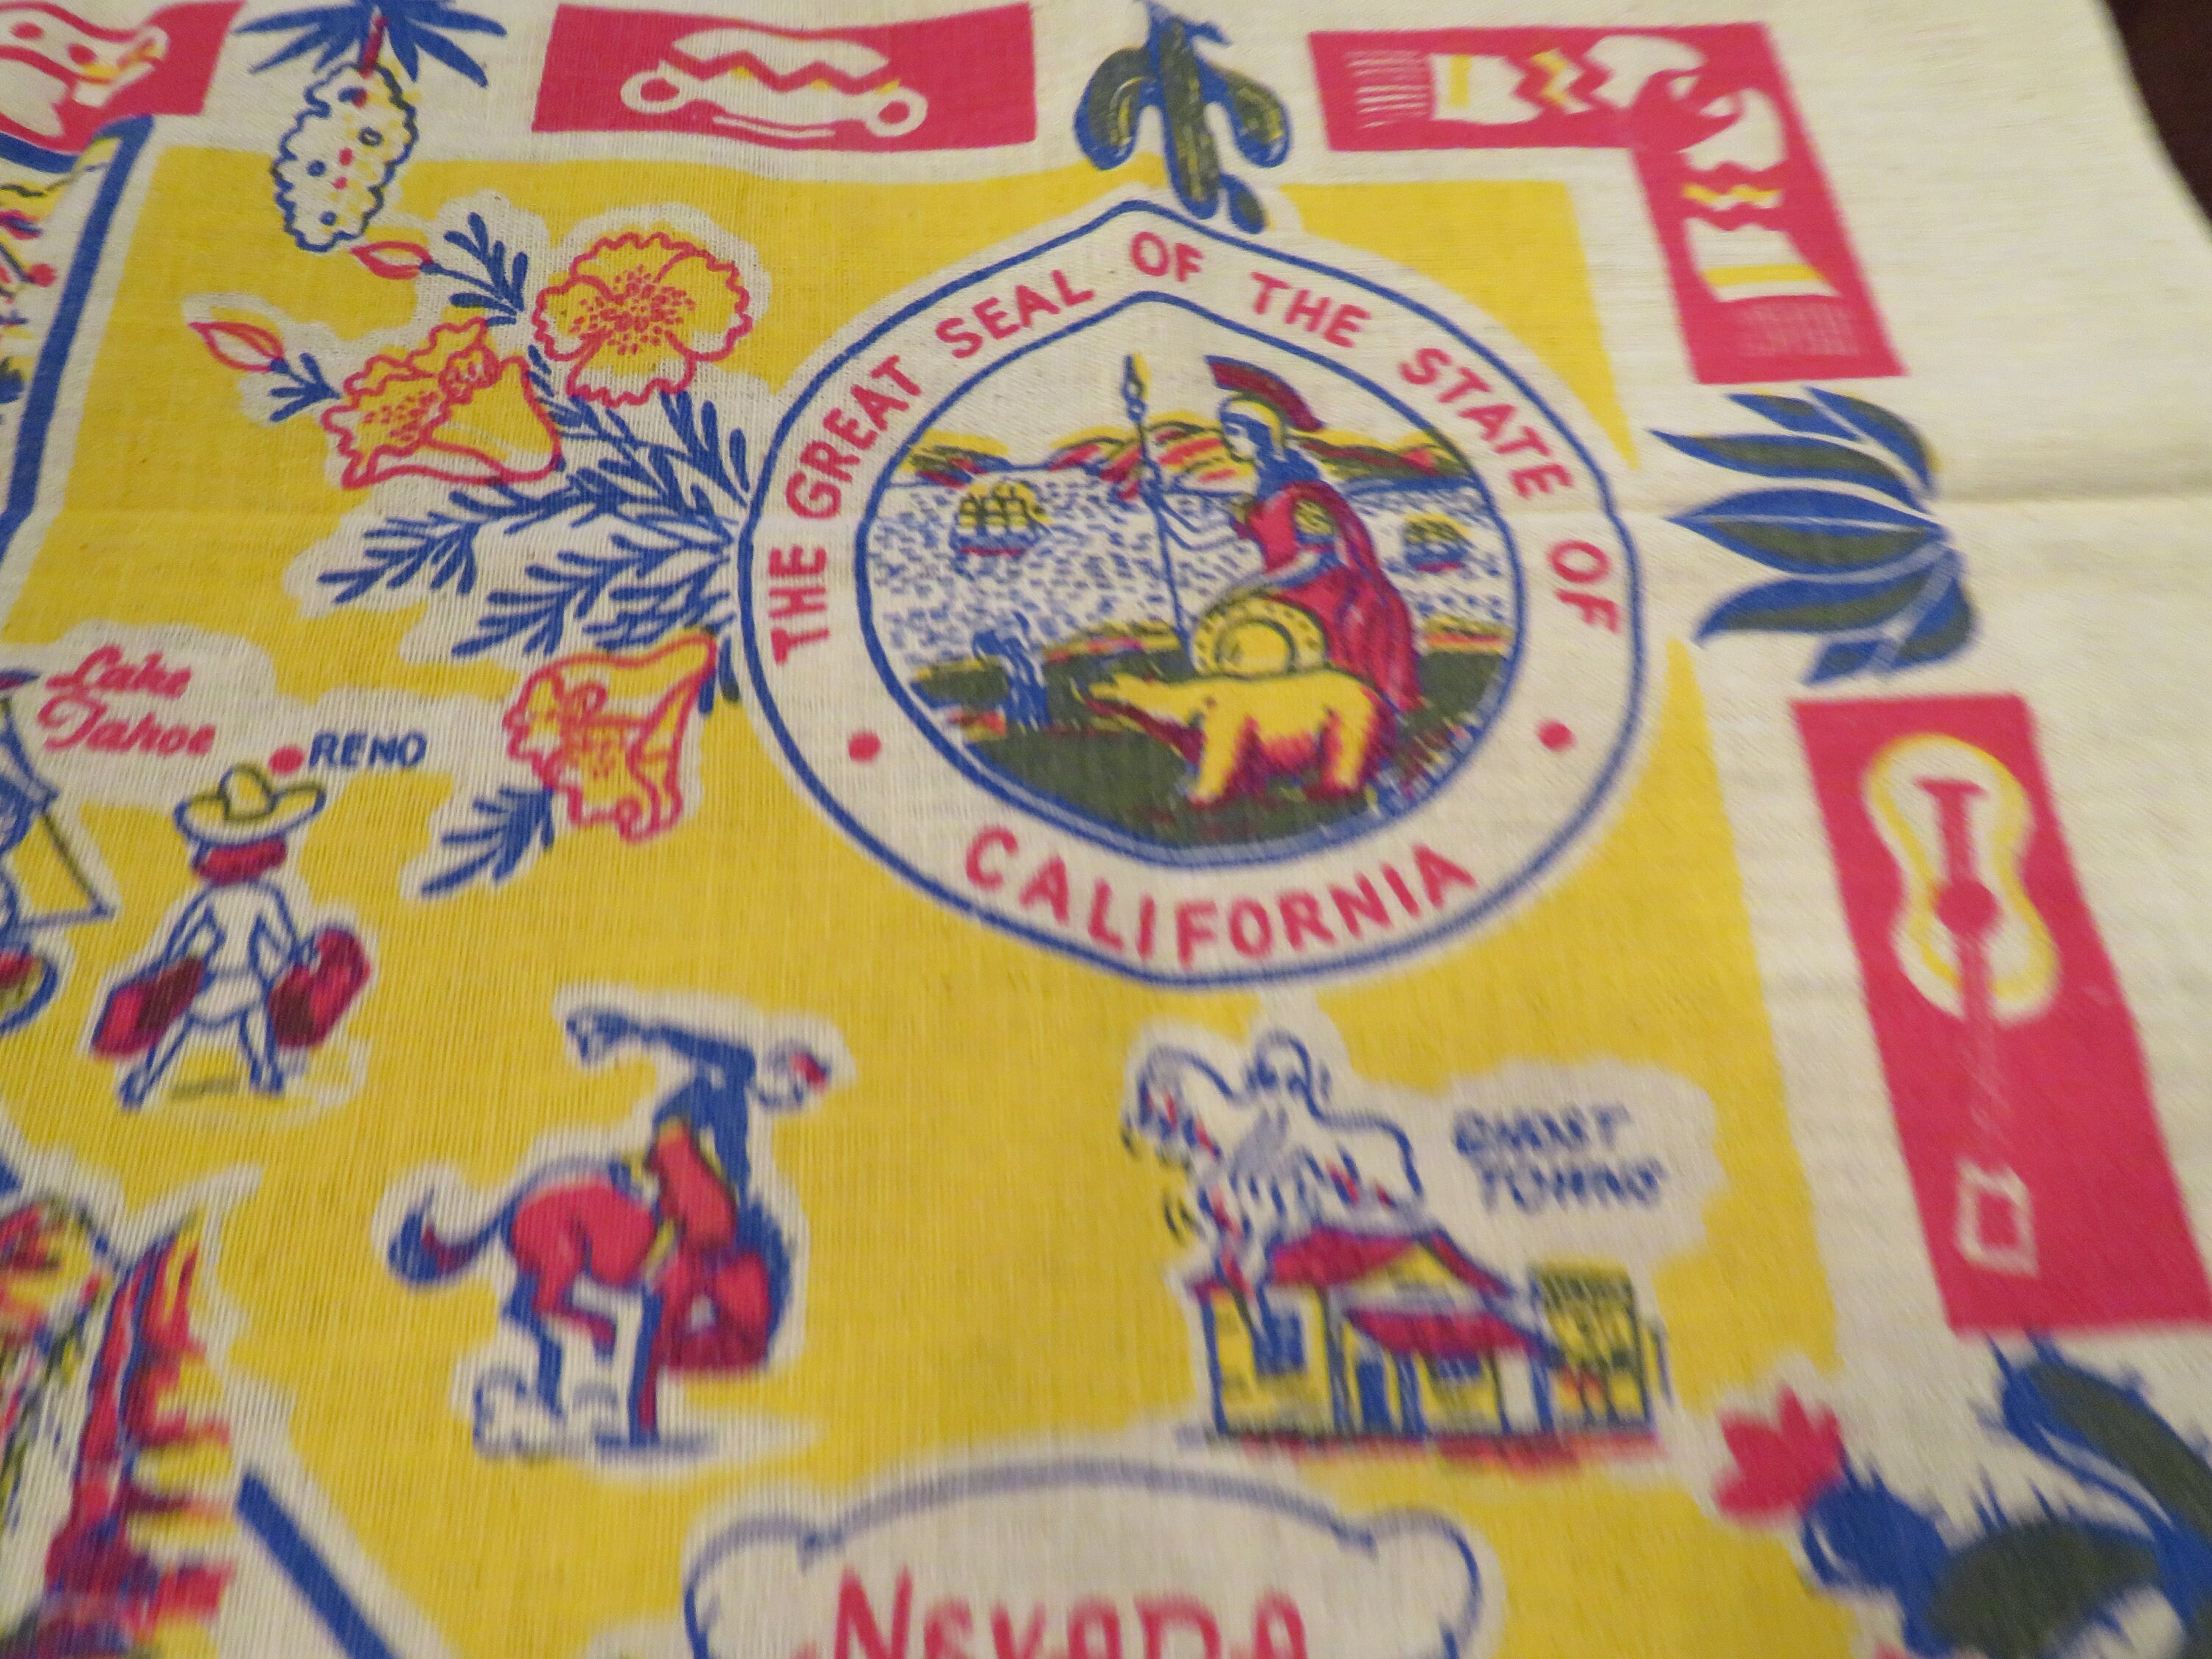 THE GREAT SEAL OF THE STATE OF
CALIFORNIA
Lake
Tahoe
RENO
GHOST
TOWNS
NEVADA